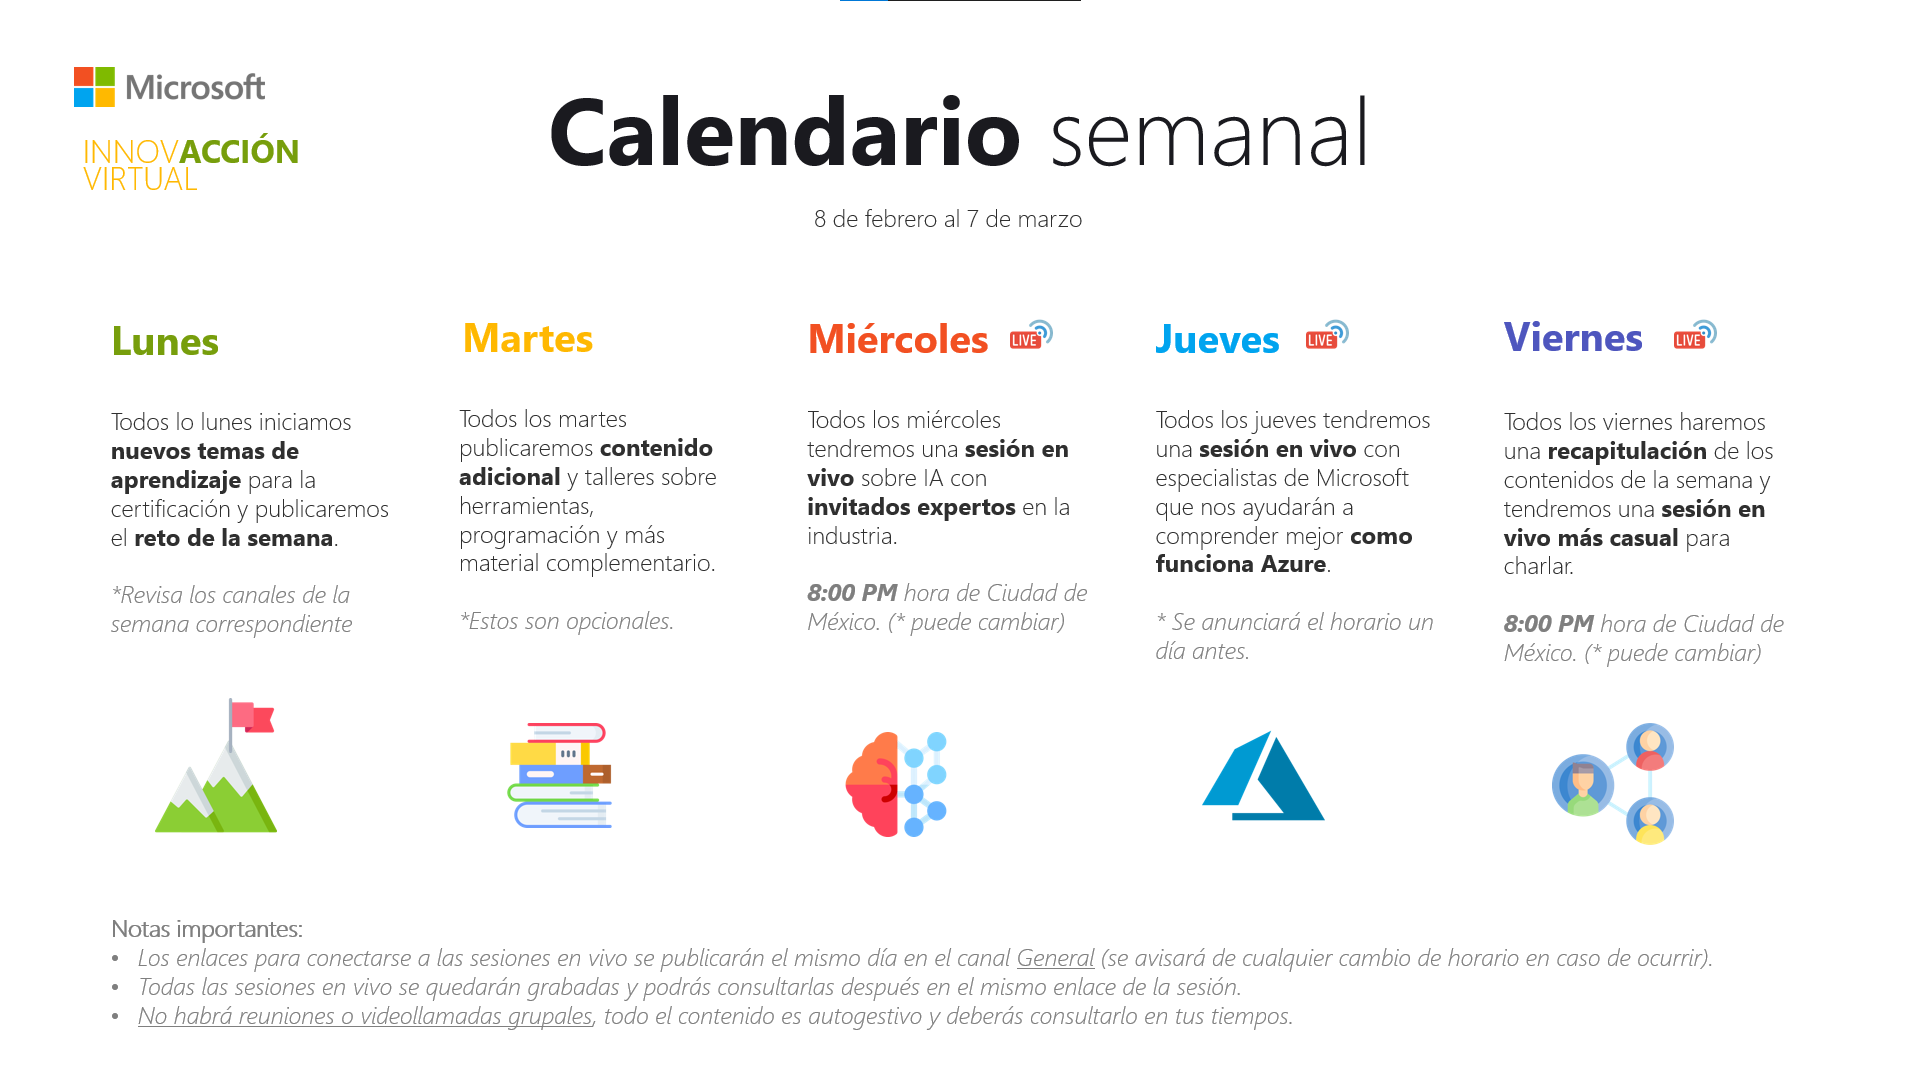 Microsoft
INNOVACCIÓN
VIRTUAL
Calendario semanal
8 de febrero al 7 de marzo
Lunes
Todos lo lunes iniciamos
nuevos temas de
aprendizaje para la
certificación y publicaremos
el reto de la semana.
*Revisa los canales de la
semana correspondiente
Martes
Todos los martes
publicaremos contenido
adicional y talleres sobre
herramientas,
programación y más
material complementario.
*Estos son opcionales.
Miércoles
LIVE
Todos los miércoles
tendremos una sesión en
vivo sobre IA con
invitados expertos en la
industria.
8:00 PM hora de Ciudad de
México. (* puede cambiar)
Jueves
LIVE
Todos los jueves tendremos
una sesión en vivo con
especialistas de Microsoft
que nos ayudarán a
comprender mejor como
funciona Azure.
* Se anunciará el horario un
día antes.
Viernes
LIVE
Todos los viernes haremos
una recapitulación de los
contenidos de la semana y
tendremos una sesión en
vivo más casual para
charlar.
8:00 PM hora de Ciudad de
México. (* puede cambiar)
Notas importantes:
• Los enlaces para conectarse a las sesiones en vivo se publicarán el mismo día en el canal General (se avisará de cualquier cambio de horario en caso de ocurrir).
• Todas las sesiones en vivo se quedarán grabadas y podrás consultarlas después en el mismo enlace de la sesión.
• No habrá reuniones o videollamadas grupales, todo el contenido es autogestivo y deberás consultarlo en tus tiempos.